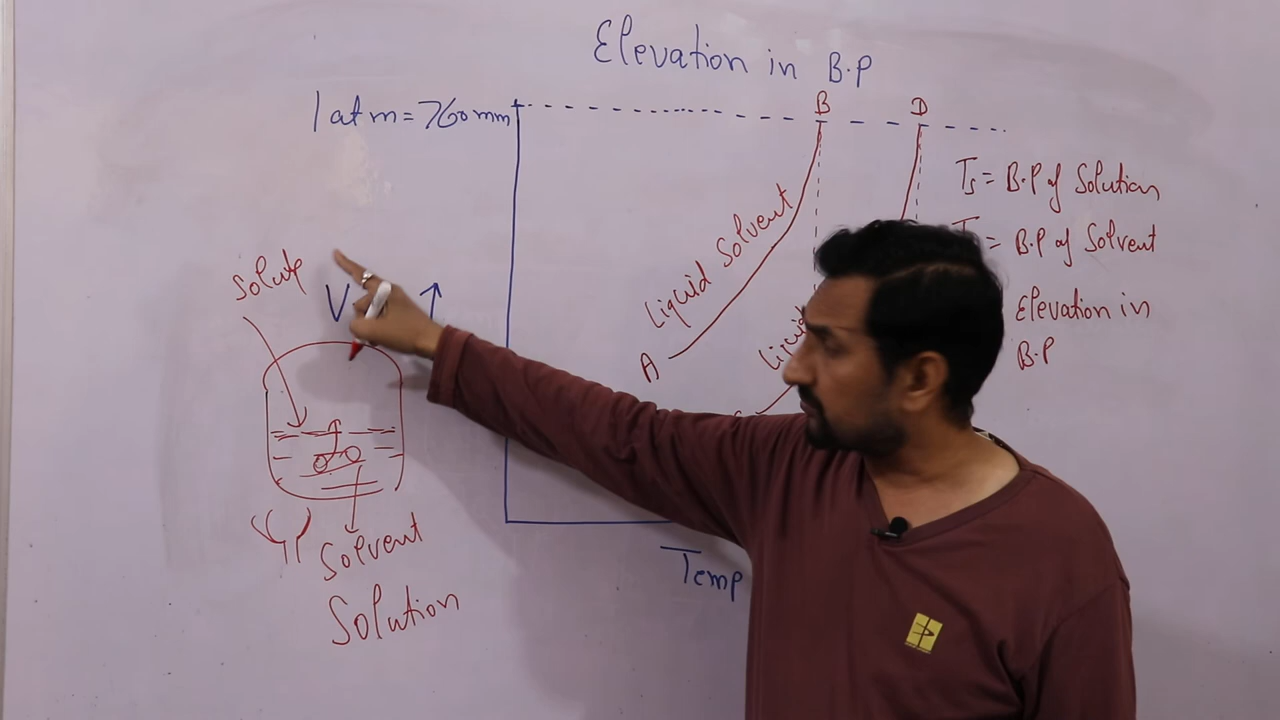 Elevation in B.P
1 atm = 760 mm
B
D
Ts = B.P of Solution
= B.P of Solvent
Elevation in
B.P
Liquid Solvent
Liquid
A
Solute
V
Solvent
Solution
Temp